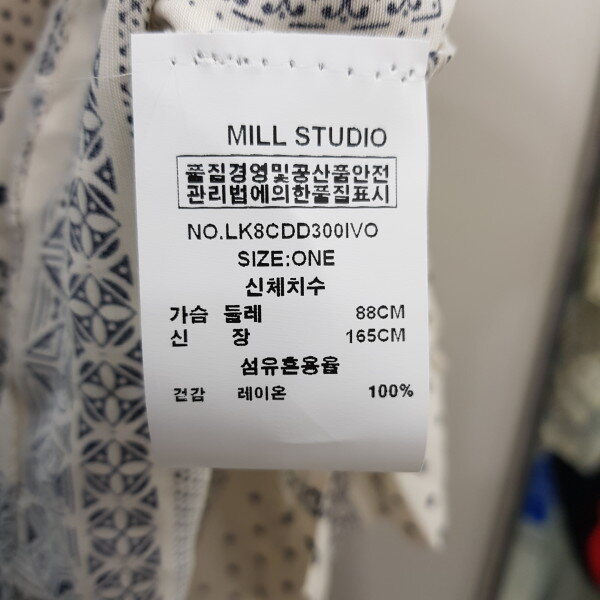 MILL STUDIO
품질경영및공산품안전
관리법에의한품질표시
NO.LK8CDD300IVO
SIZE:ONE
신체치수
가슴 둘레 88CM
신 장 165CM
섬유혼용율
겉감 레이온 100%